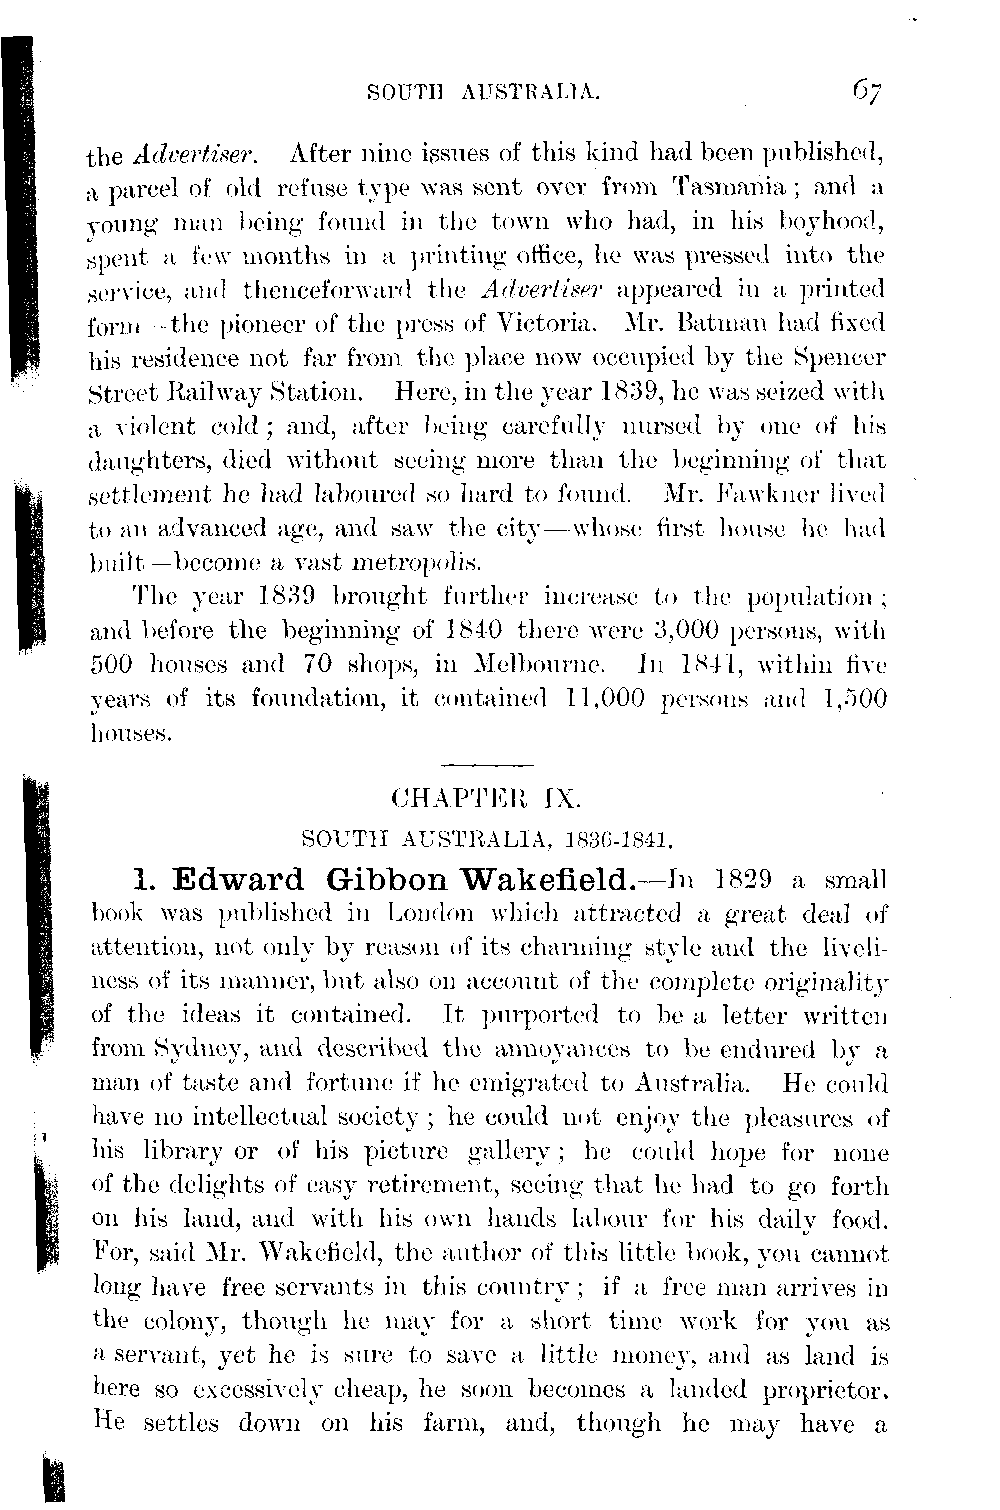 SOUTH AUSTRALIA. 67
the Advertiser. After nine issues of this kind had been published,
a parcel of old refuse type was sent over from Tasmania; and a
young man being found in the town who had, in his boyhood,
spent a few months in a printing office, he was pressed into the
service, and thenceforward the Advertiser appeared in a printed
form—the pioneer of the press of Victoria. Mr. Batman had fixed
his residence not far from the place now occupied by the Spencer
Street Railway Station. Here, in the year 1839, he was seized with
a violent cold; and, after being carefully nursed by one of his
daughters, died without seeing more than the beginning of that
settlement he had laboured so hard to found. Mr. Fawkner lived
to an advanced age, and saw the city—whose first house he had
built—become a vast metropolis.
The year 1839 brought further increase to the population;
and before the beginning of 1840 there were 3,000 persons, with
500 houses and 70 shops, in Melbourne. In 1841, within five
years of its foundation, it contained 11,000 persons and 1,500
houses.
CHAPTER IX.
SOUTH AUSTRALIA, 1836-1841.
1. Edward Gibbon Wakefield.—In 1829 a small
book was published in London which attracted a great deal of
attention, not only by reason of its charming style and the liveli-
ness of its manner, but also on account of the complete originality
of the ideas it contained. It purported to be a letter written
from Sydney, and described the annoyances to be endured by a
man of taste and fortune if he emigrated to Australia. He could
have no intellectual society; he could not enjoy the pleasures of
his library or of his picture gallery; he could hope for none
of the delights of easy retirement, seeing that he had to go forth
on his land, and with his own hands labour for his daily food.
For, said Mr. Wakefield, the author of this little book, you cannot
long have free servants in this country; if a free man arrives in
the colony, though he may for a short time work for you as
a servant, yet he is sure to save a little money, and as land is
here so excessively cheap, he soon becomes a landed proprietor.
He settles down on his farm, and, though he may have a